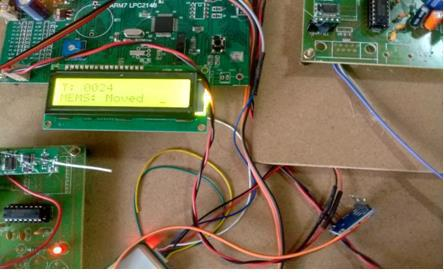 ARM7 LPC2148
T: 0024
MEMS: Moved _